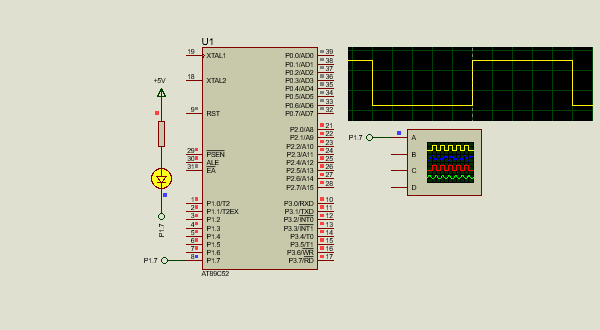 U1
19 XTAL1
18 XTAL2
9 RST
29 PSEN
30 ALE
31 EA
1 P1.0/T2
2 P1.1/T2EX
3 P1.2
4 P1.3
5 P1.4
6 P1.5
7 P1.6
8 P1.7
P0.0/AD0 39
P0.1/AD1 38
P0.2/AD2 37
P0.3/AD3 36
P0.4/AD4 35
P0.5/AD5 34
P0.6/AD6 33
P0.7/AD7 32
P2.0/A8 21
P2.1/A9 22
P2.2/A10 23
P2.3/A11 24
P2.4/A12 25
P2.5/A13 26
P2.6/A14 27
P2.7/A15 28
P3.0/RXD 10
P3.1/TXD 11
P3.2/INT0 12
P3.3/INT1 13
P3.4/T0 14
P3.5/T1 15
P3.6/WR 16
P3.7/RD 17
AT89C52
+5V
P1.7
P1.7
P1.7
A
B
C
D